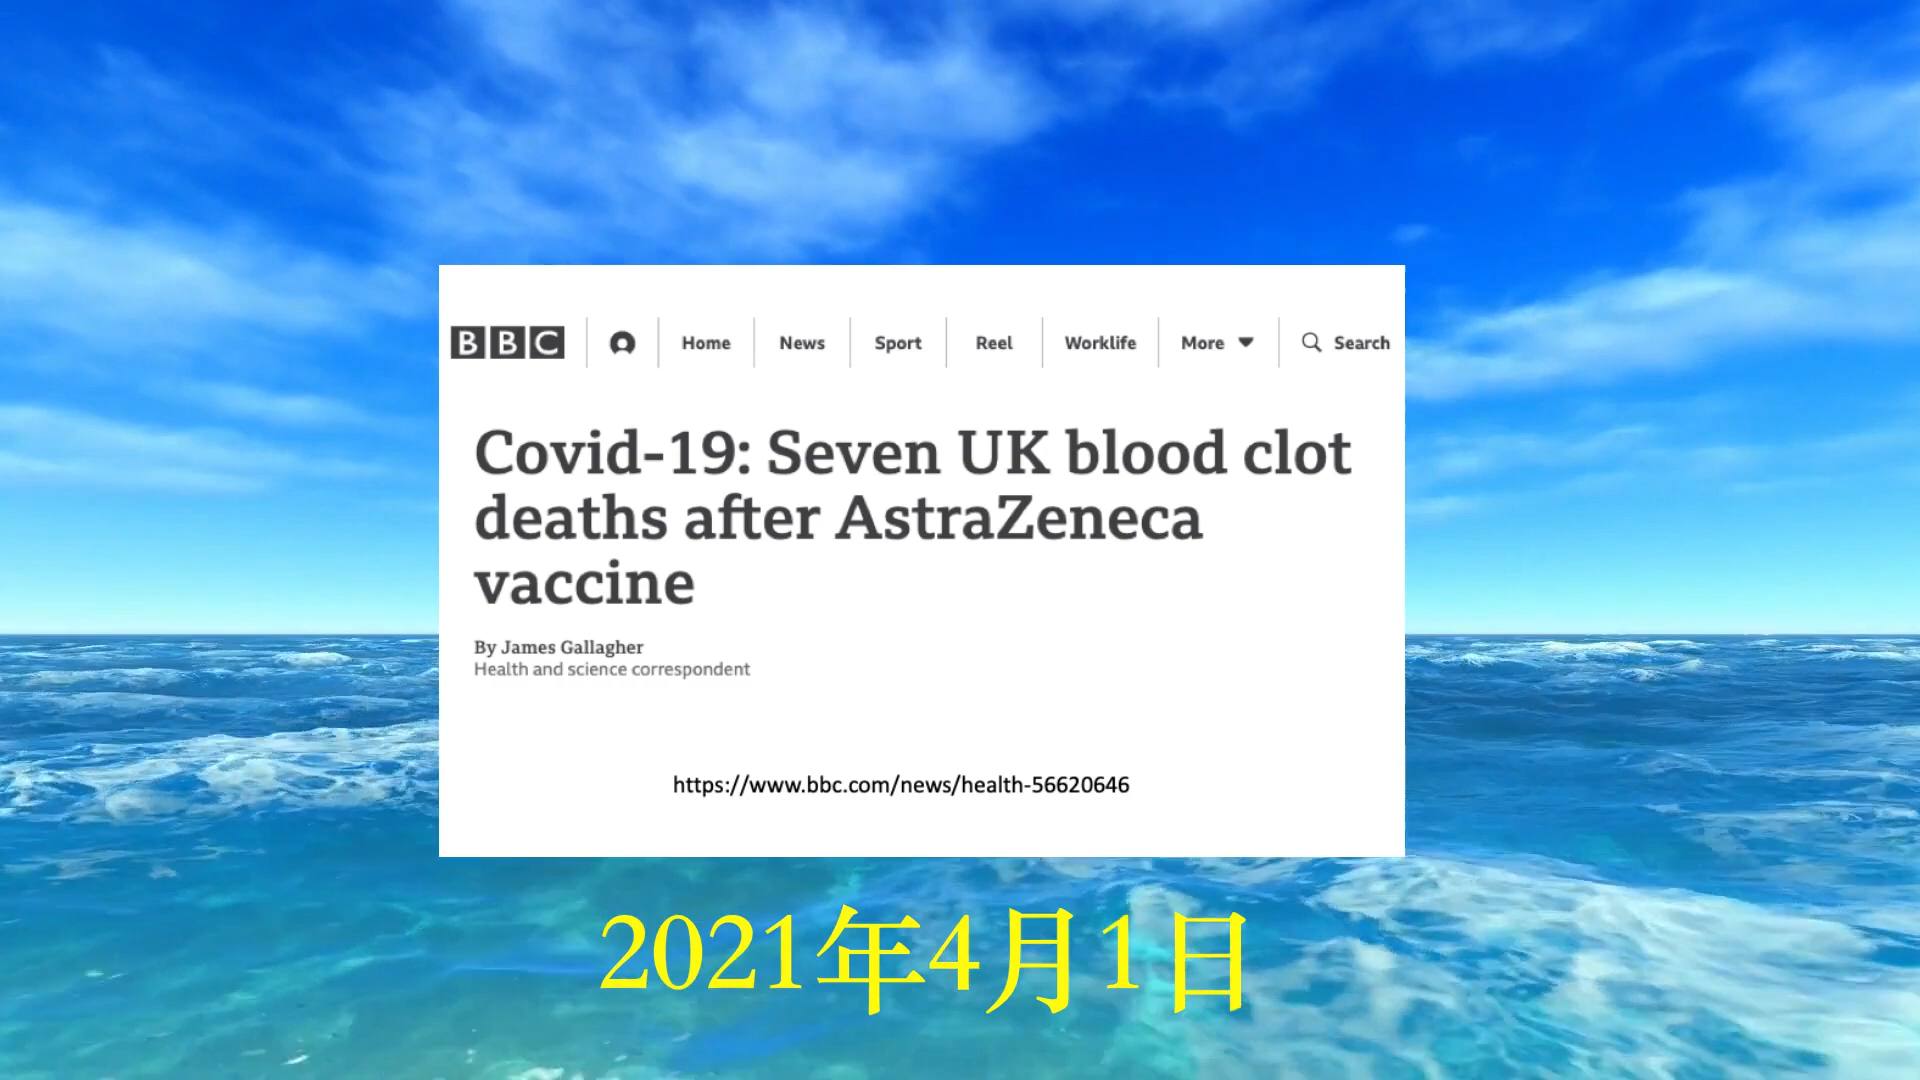 BBC Home News Sport Reel Worklife More Search
Covid-19: Seven UK blood clot
deaths after AstraZeneca
vaccine
By James Gallagher
Health and science correspondent
https://www.bbc.com/news/health-56620646
2021年4月1日